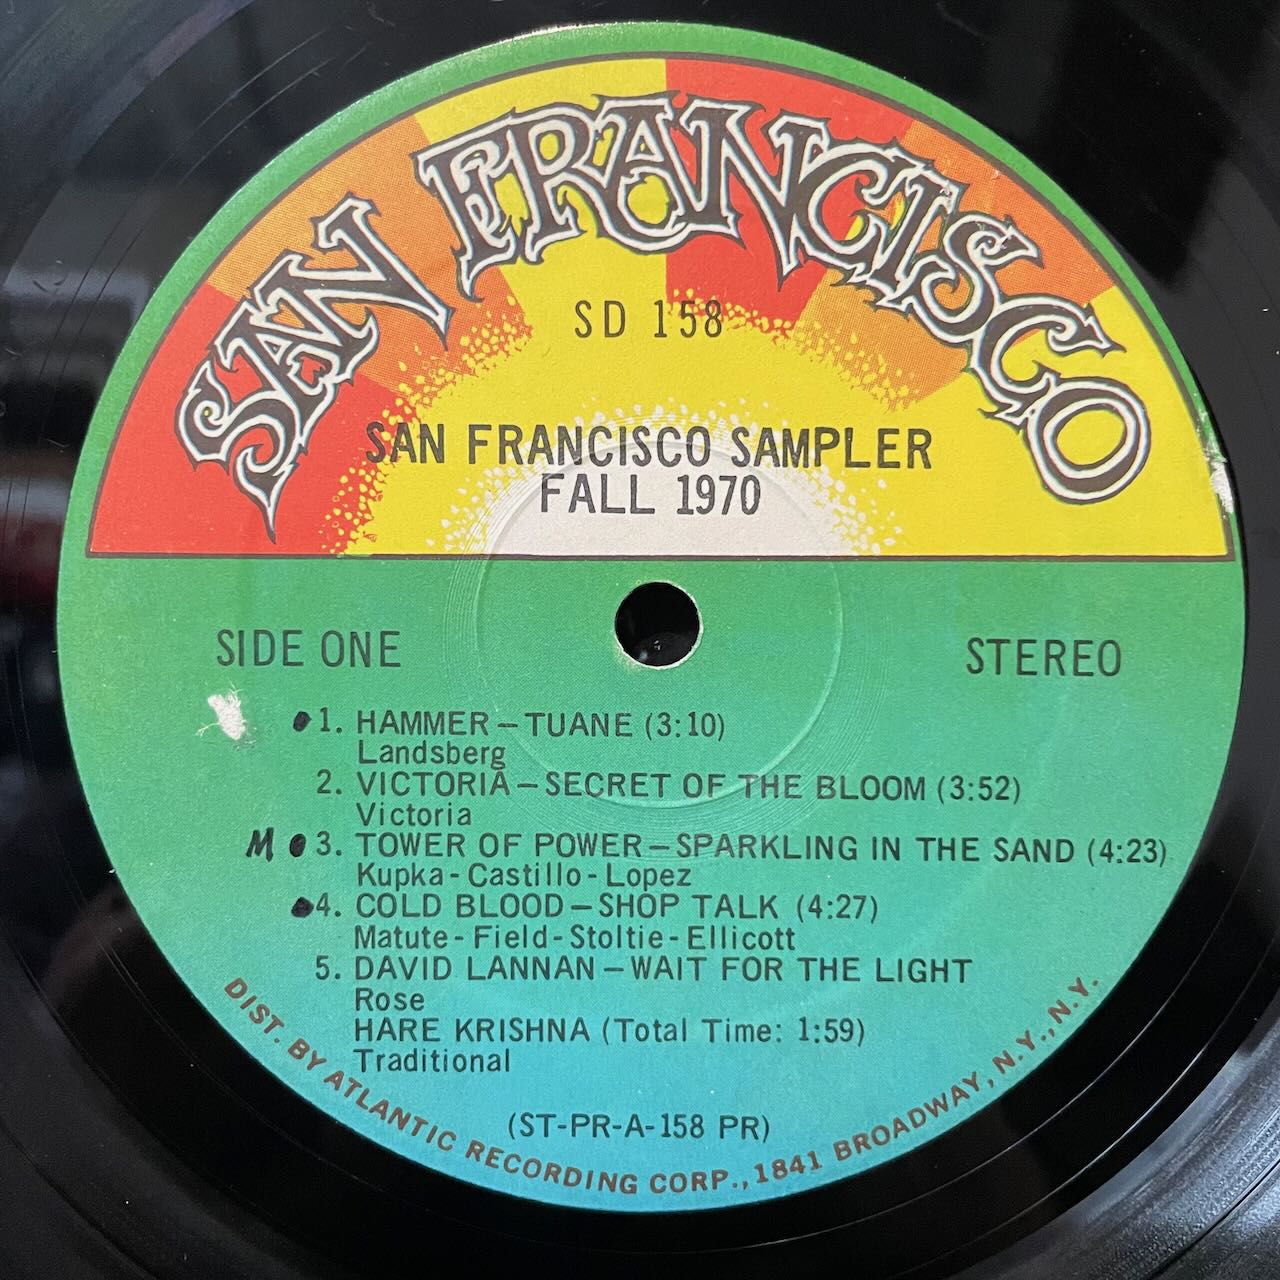 SAN FRANCISCO
SD 158
SAN FRANCISCO SAMPLER
FALL 1970
SIDE ONE
STEREO
1. HAMMER – TUANE (3:10)
Landsberg
2. VICTORIA – SECRET OF THE BLOOM (3:52)
Victoria
M 3. TOWER OF POWER – SPARKLING IN THE SAND (4:23)
Kupka - Castillo - Lopez
4. COLD BLOOD – SHOP TALK (4:27)
Matute - Field - Stoltie - Ellicott
5. DAVID LANNAN – WAIT FOR THE LIGHT
Rose
HARE KRISHNA (Total Time: 1:59)
Traditional
(ST-PR-A-158 PR)
DIST. BY ATLANTIC RECORDING CORP., 1841 BROADWAY, N.Y., N.Y.